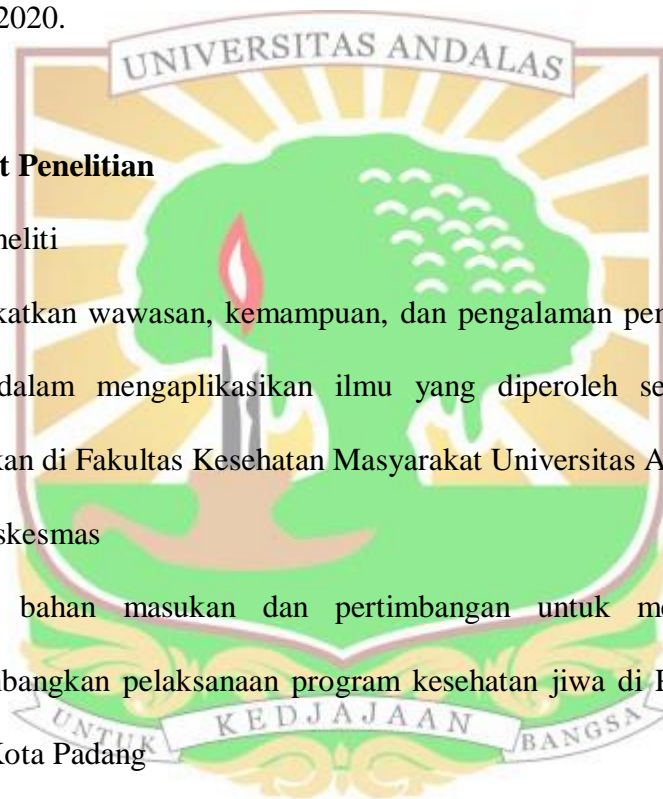 2020.
UNIVERSITAS ANDALAS
t Penelitian
neliti
katkan wawasan, kemampuan, dan pengalaman pen
dalam mengaplikasikan ilmu yang diperoleh se
kan di Fakultas Kesehatan Masyarakat Universitas A
skesmas
bahan masukan dan pertimbangan untuk me
nbangkan pelaksanaan program kesehatan jiwa di P
UNTUK KEDJAJAAN BANGSA
Kota Padang